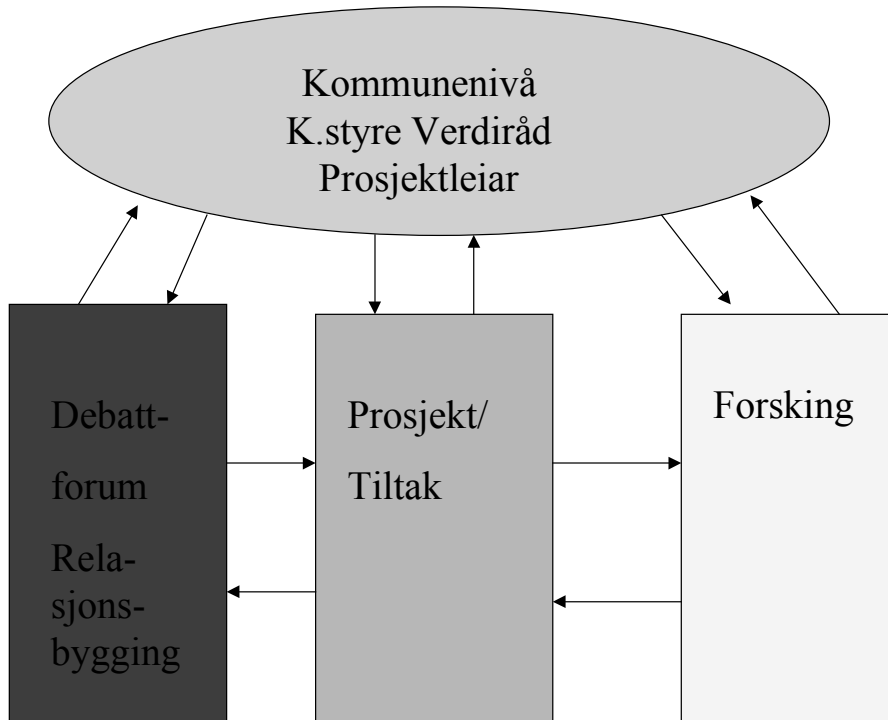 Kommunenivå
K.styre Verdiråd
Prosjektleiar
Debatt-
forum
Rela-
sjons-
bygging
Prosjekt/
Tiltak
Forsking